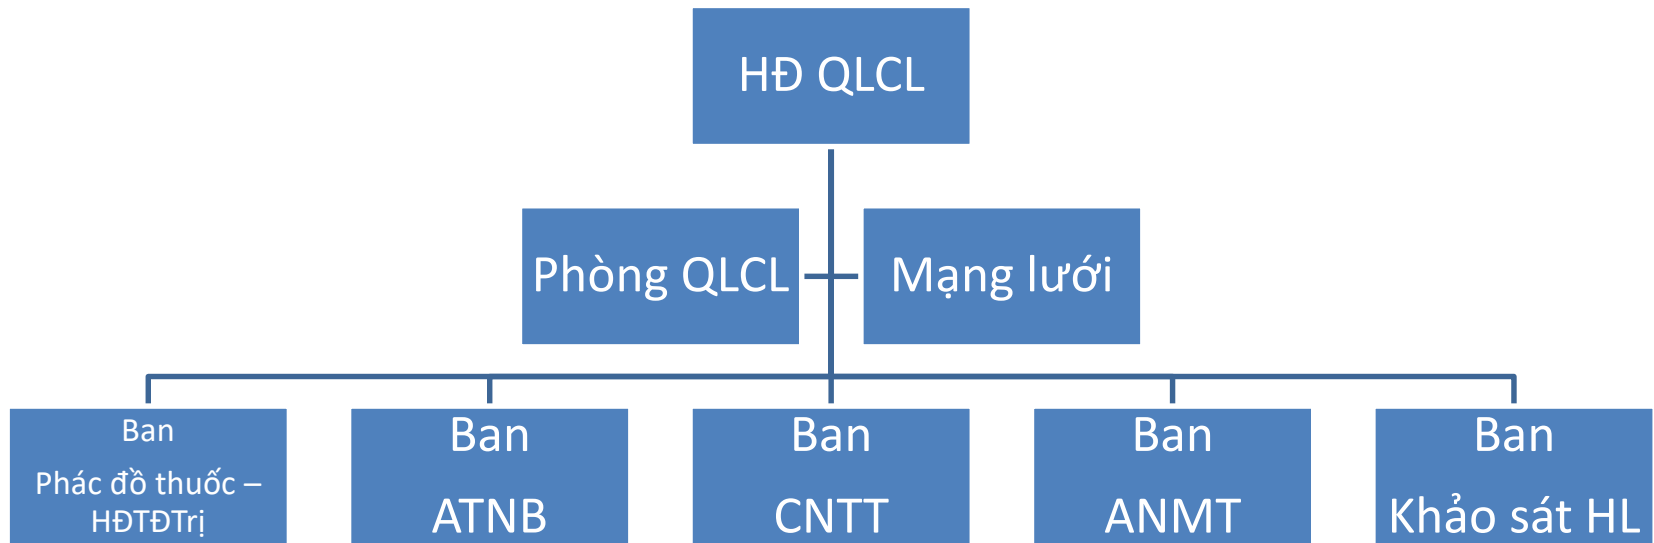 HĐ QLCL
Phòng QLCL
Mạng lưới
Ban
Phác đồ thuốc –
HĐTĐTrị
Ban
ATNB
Ban
CNTT
Ban
ANMT
Ban
Khảo sát HL